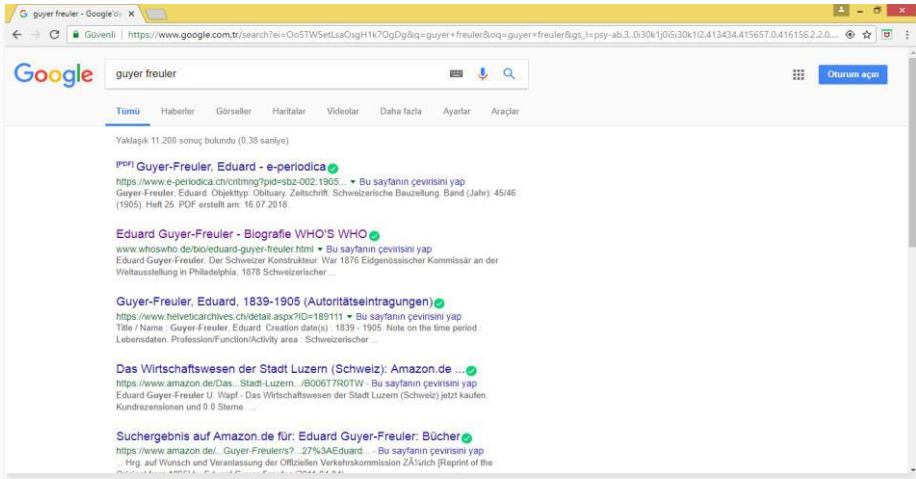 guyer freuler - Google'da
Güvenli | https://www.google.com.tr/search?ei=Oo5TW5etLsaOsgH1k7OgDg&q=guyer+freuler&oq=guyer+freuler&gs_l=psy-ab.3..0i30k1j0i5i30k1l2.413434.415657.0.416156.2.2.0....
Google
guyer freuler
Oturum açın
Tümü Haberler Görseller Haritalar Videolar Daha fazla Ayarlar Araçlar
Yaklaşık 11.200 sonuç bulundu (0,38 saniye)
[PDF] Guyer-Freuler, Eduard - e-periodica
https://www.e-periodica.ch/cntmng?pid=sbz-002:1905... ▼ Bu sayfanın çevirisini yap
Guyer-Freuler, Eduard. Objekttyp: Obituary. Zeitschrift: Schweizerische Bauzeitung. Band (Jahr): 45/46
(1905). Heft 25. PDF erstellt am: 16.07.2018.
Eduard Guyer-Freuler - Biografie WHO'S WHO
www.whoswho.de/bio/eduard-guyer-freuler.html ▼ Bu sayfanın çevirisini yap
Eduard Guyer-Freuler. Der Schweizer Konstrukteur. War 1876 Eidgenössischer Kommissär an der
Weltausstellung in Philadelphia, 1878 Schweizerischer ...
Guyer-Freuler, Eduard, 1839-1905 (Autoritätseintragungen)
https://www.helveticarchives.ch/detail.aspx?ID=189111 ▼ Bu sayfanın çevirisini yap
Title / Name : Guyer-Freuler, Eduard. Creation date(s) : 1839 - 1905. Note on the time period :
Lebensdaten. Profession/Function/Activity area : Schweizerischer ...
Das Wirtschaftswesen der Stadt Luzern (Schweiz): Amazon.de ...
https://www.amazon.de/Das...Stadt-Luzern.../B006T7R0TW - Bu sayfanın çevirisini yap
Eduard Guyer-Freuler U. Wapf - Das Wirtschaftswesen der Stadt Luzern (Schweiz) jetzt kaufen.
Kundrezensionen und 0.0 Sterne. ...
Suchergebnis auf Amazon.de für: Eduard Guyer-Freuler: Bücher
https://www.amazon.de/...Guyer-Freuler/s?...27%3AEduard... - Bu sayfanın çevirisini yap
... Hrg. auf Wunsch und Veranlassung der Offiziellen Verkehrskommission ZÃ¼rich [Reprint of the